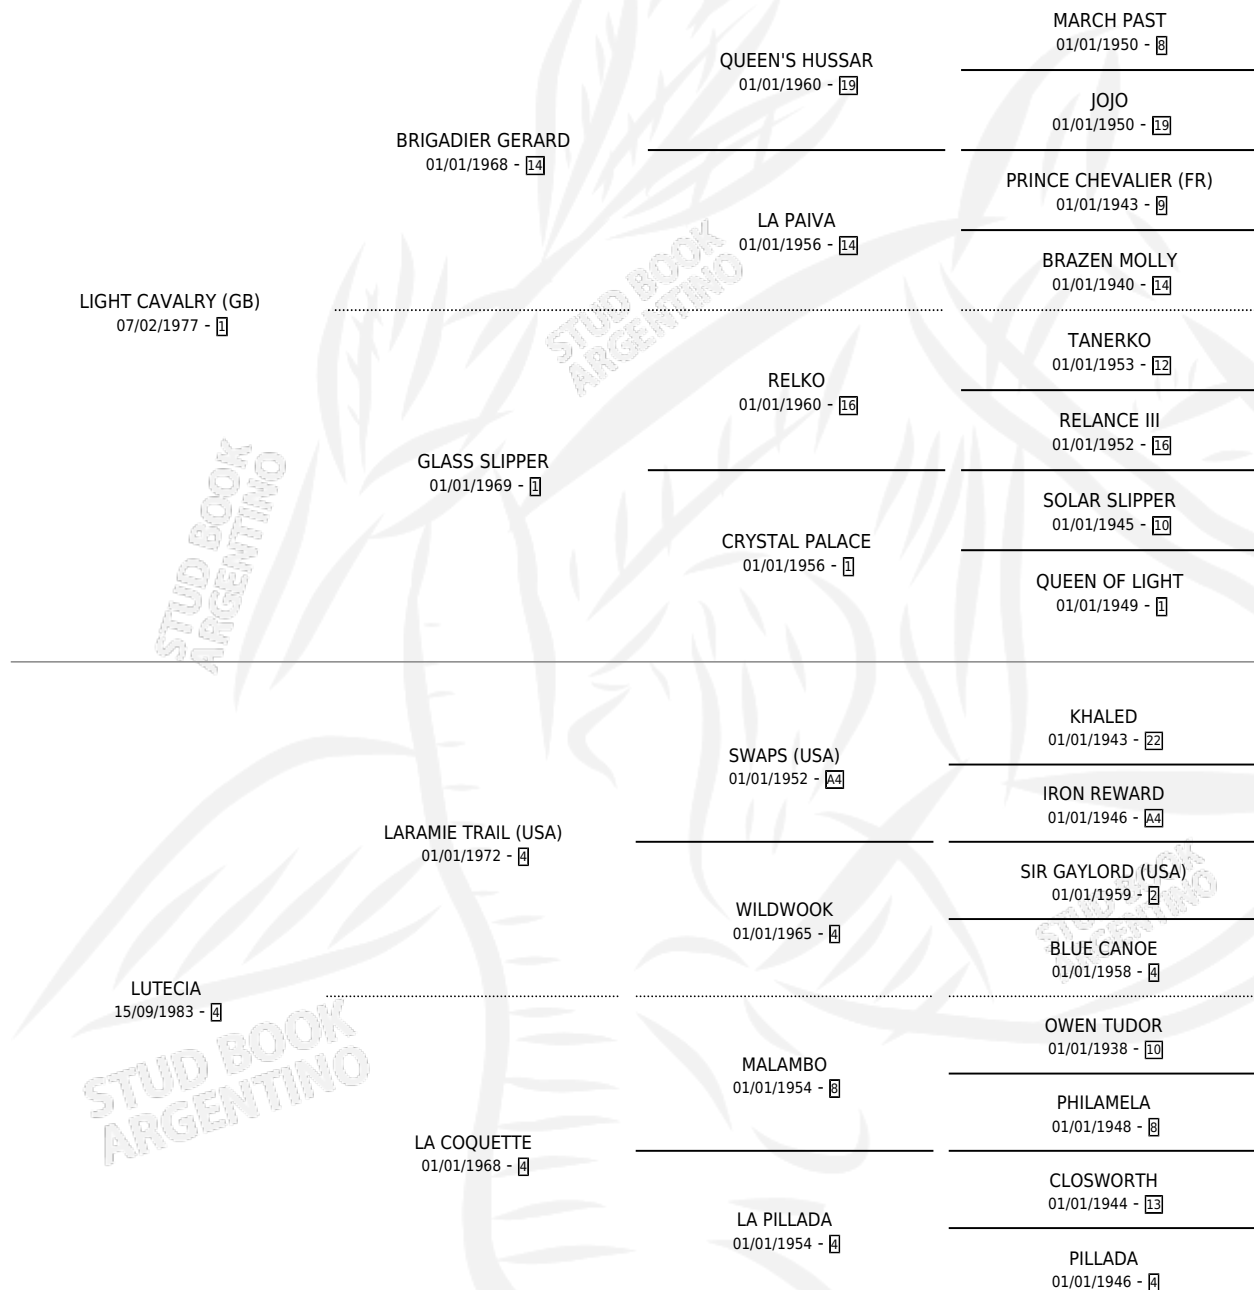 MARCH PAST
01/01/1950 - 8
QUEEN'S HUSSAR
01/01/1960 - 19
JOJO
01/01/1950 - 19
BRIGADIER GERARD
01/01/1968 - 14
PRINCE CHEVALIER (FR)
01/01/1943 - 9
LA PAIVA
01/01/1956 - 14
BRAZEN MOLLY
01/01/1940 - 14
LIGHT CAVALRY (GB)
07/02/1977 - 1
TANERKO
01/01/1953 - 12
RELKO
01/01/1960 - 16
RELANCE III
01/01/1952 - 16
GLASS SLIPPER
01/01/1969 - 1
SOLAR SLIPPER
01/01/1945 - 10
CRYSTAL PALACE
01/01/1956 - 1
QUEEN OF LIGHT
01/01/1949 - 1
STUD BOOK
ARGENTINO
STUD BOOK
ARGENTINO
KHALED
01/01/1943 - 22
SWAPS (USA)
01/01/1952 - A4
IRON REWARD
01/01/1946 - A4
LARAMIE TRAIL (USA)
01/01/1972 - 4
SIR GAYLORD (USA)
01/01/1959 - 2
WILDWOOK
01/01/1965 - 4
BLUE CANOE
01/01/1958 - 4
LUTECIA
15/09/1983 - 4
OWEN TUDOR
01/01/1938 - 10
MALAMBO
01/01/1954 - 8
PHILAMELA
01/01/1948 - 8
LA COQUETTE
01/01/1968 - 4
CLOSWORTH
01/01/1944 - 13
LA PILLADA
01/01/1954 - 4
PILLADA
01/01/1946 - 4
STUD BOOK
ARGENTINO
STUD BOOK
ARGENTINO